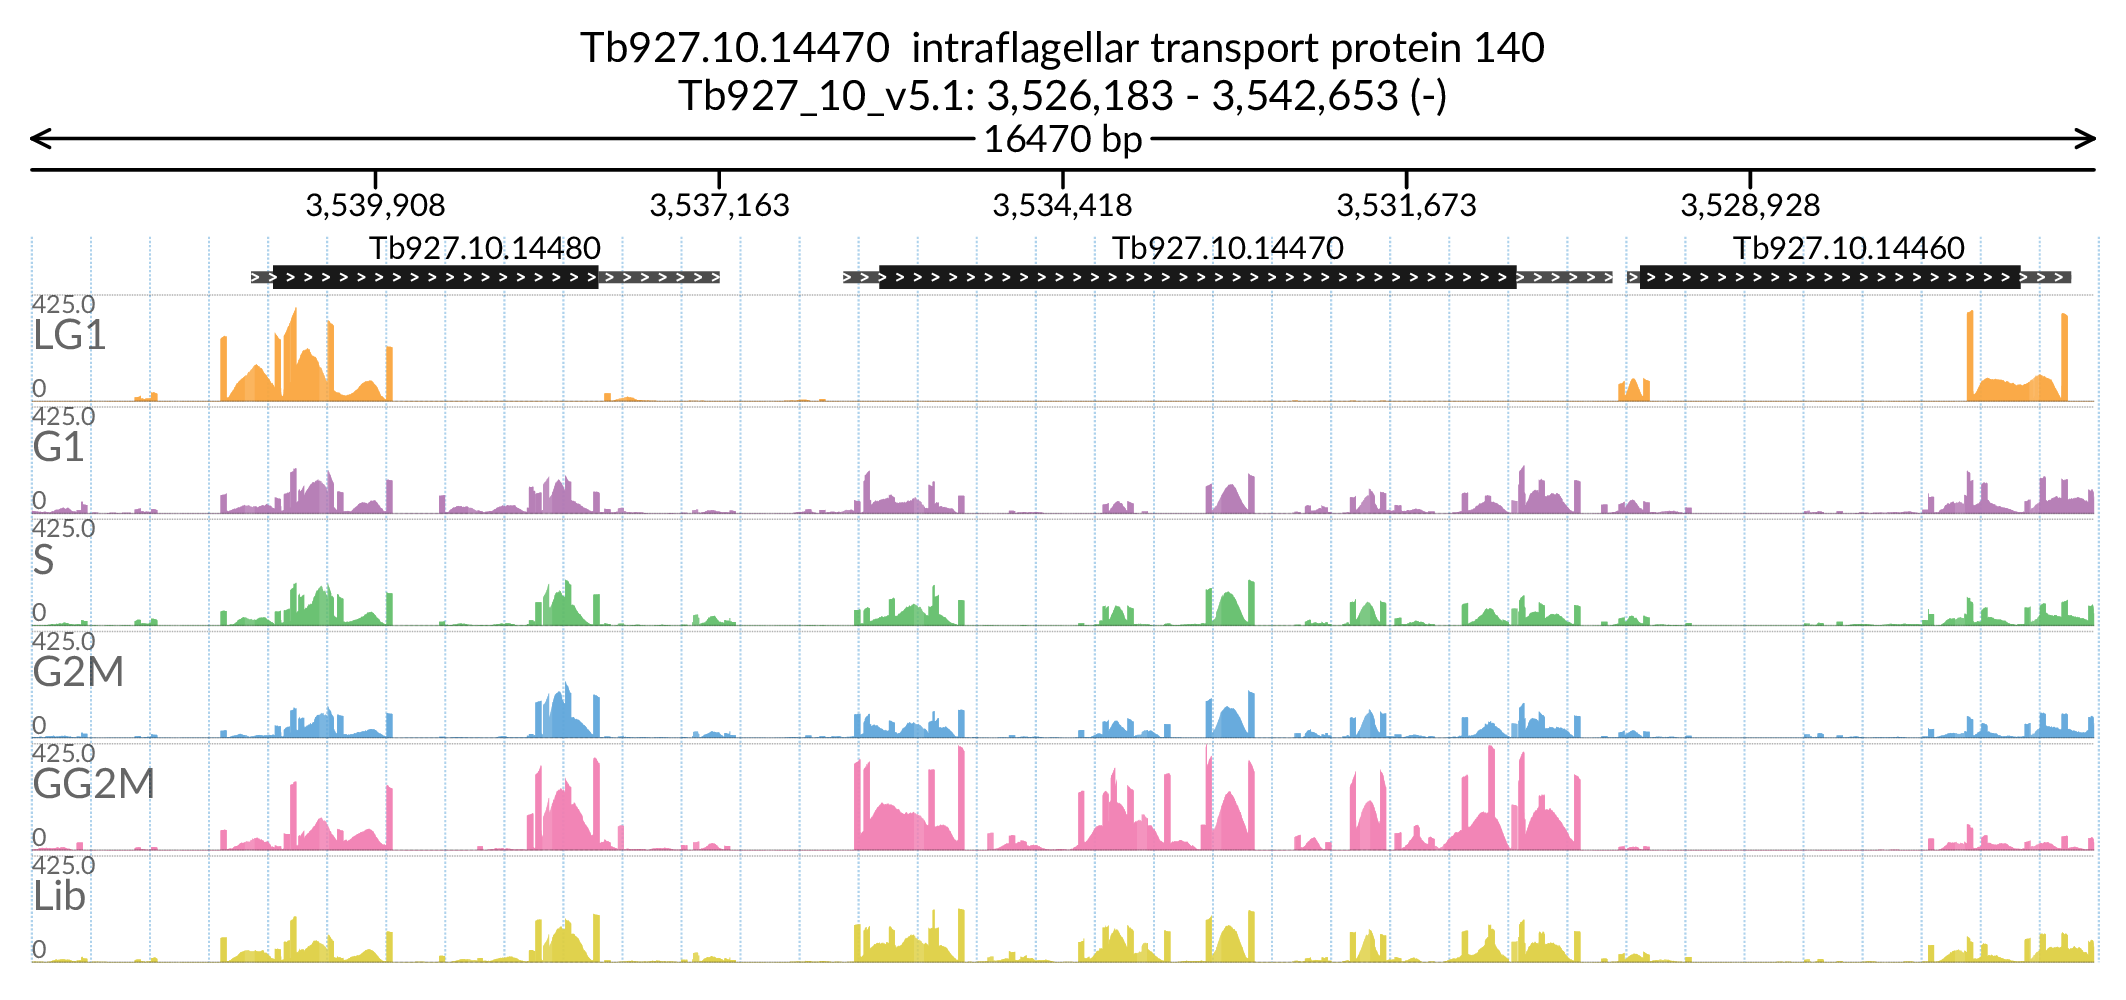 Tb927.10.14470  intraflagellar transport protein 140
Tb927_10_v5.1: 3,526,183 - 3,542,653 (-)
16470 bp
3,539,908 3,537,163 3,534,418 3,531,673 3,528,928
Tb927.10.14480 Tb927.10.14470 Tb927.10.14460
425.0
LG1
0
425.0
G1
0
425.0
S
0
425.0
G2M
0
425.0
GG2M
0
425.0
Lib
0